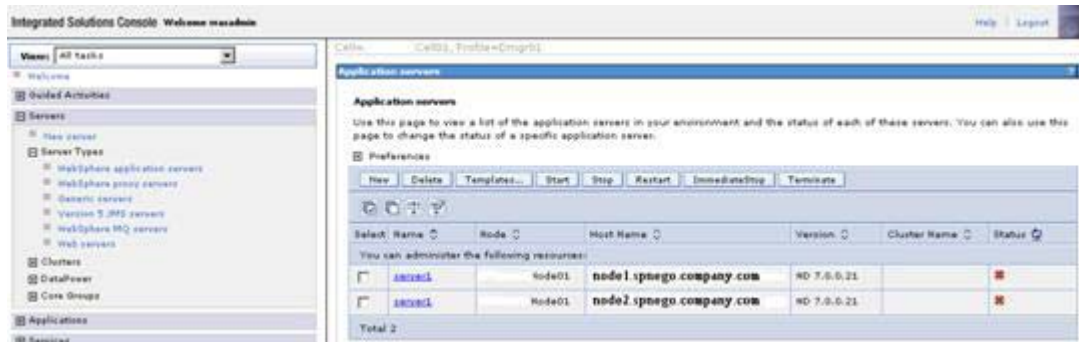 Integrated Solutions Console Welcome wasadmin
Help | Logout
View: All tasks
Welcome
Guided Activities
Servers
New server
Server Types
WebSphere application servers
WebSphere proxy servers
Generic servers
Version 5 JMS servers
WebSphere MQ servers
Web servers
Clusters
DataPower
Core Groups
Applications
Services
Cell01, Profile=Dmgr01
Application servers
?
Application servers
Use this page to view a list of the application servers in your environment and the status of each of these servers. You can also use this
page to change the status of a specific application server.
Preferences
New Delete Templates... Start Stop Restart ImmediateStop Terminate
Select Name Node Host Name Version Cluster Name Status
You can administer the following resources:
server1 Node01 node1.spnego.company.com ND 7.0.0.21
server1 Node01 node2.spnego.company.com ND 7.0.0.21
Total 2